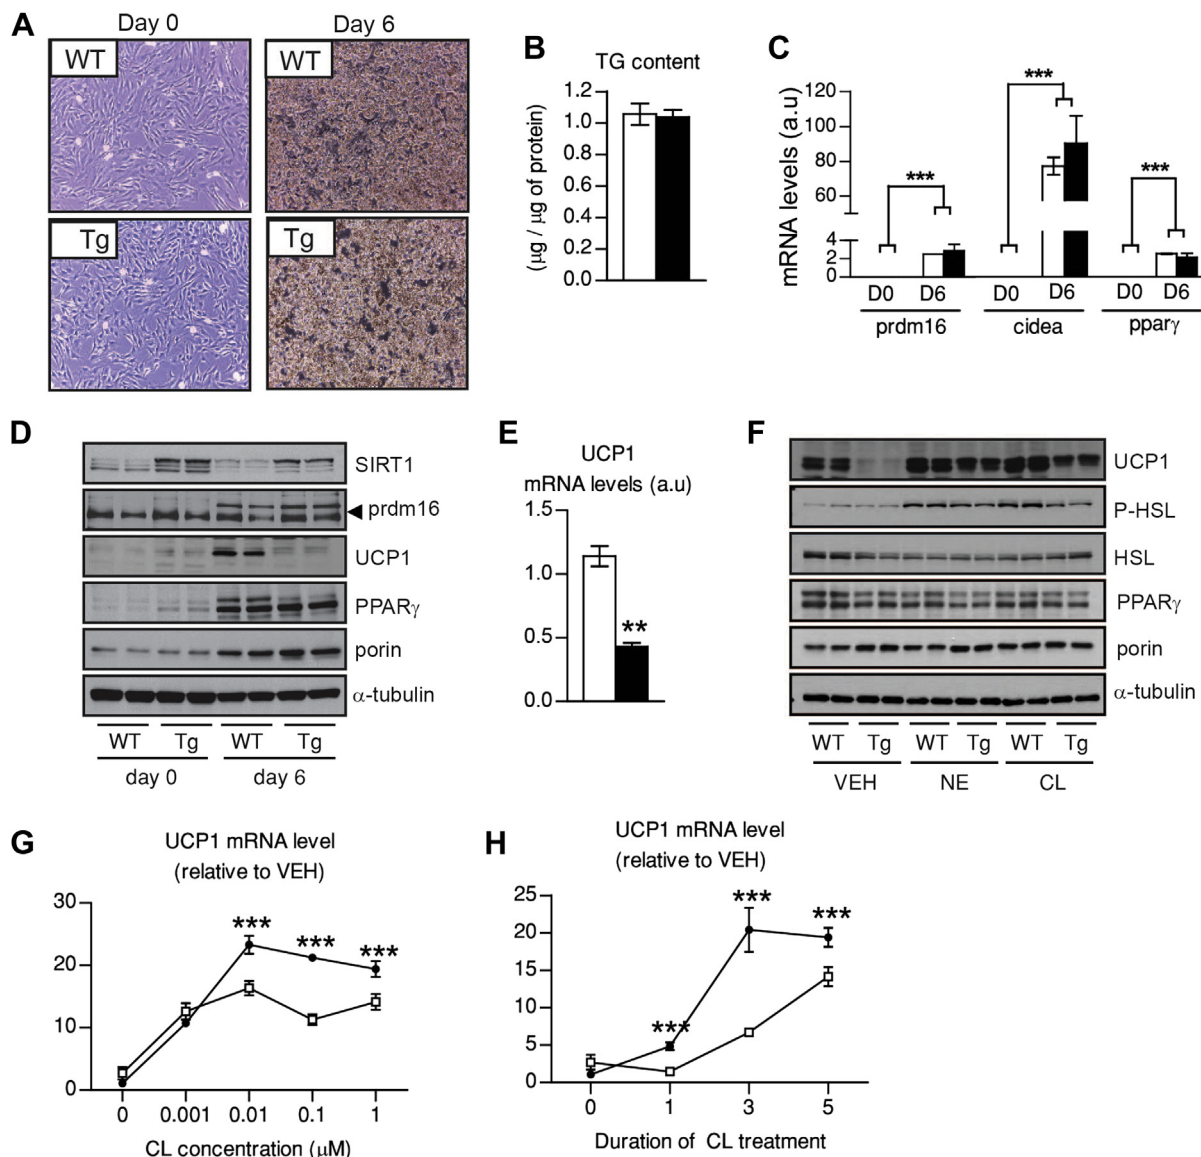 A
Day 0
Day 6
WT
WT
Tg
Tg
B
TG content
(μg / μg of protein)
1.2
1.0
0.8
0.6
0.4
0.2
0.0
C
mRNA levels (a.u)
120
100
80
60
4
2
0
***
***
***
D0
D6
D0
D6
D0
D6
prdm16
cidea
pparγ
D
SIRT1
prdm16
UCP1
PPARγ
porin
α-tubulin
WT
Tg
WT
Tg
day 0
day 6
E
UCP1
mRNA levels (a.u)
1.5
1.0
0.5
0.0
**
F
UCP1
P-HSL
HSL
PPARγ
porin
α-tubulin
WT
Tg
WT
Tg
WT
Tg
VEH
NE
CL
G
UCP1 mRNA level
(relative to VEH)
30
20
10
0
***
***
***
0
0.001
0.01
0.1
1
CL concentration (μM)
H
UCP1 mRNA level
(relative to VEH)
25
20
15
10
5
0
***
***
***
0
1
3
5
Duration of CL treatment